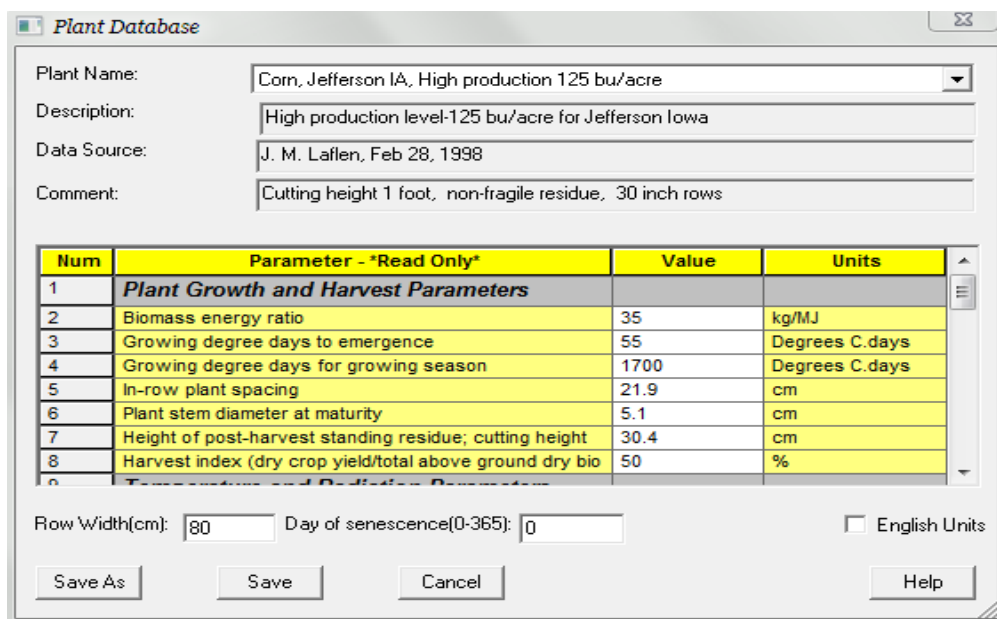 Plant Database
Plant Name: Corn, Jefferson IA, High production 125 bu/acre
Description: High production level-125 bu/acre for Jefferson Iowa
Data Source: J. M. Laflen, Feb 28, 1998
Comment: Cutting height 1 foot, non-fragile residue, 30 inch rows
Num Parameter - *Read Only* Value Units
1 Plant Growth and Harvest Parameters
2 Biomass energy ratio 35 kg/MJ
3 Growing degree days to emergence 55 Degrees C.days
4 Growing degree days for growing season 1700 Degrees C.days
5 In-row plant spacing 21.9 cm
6 Plant stem diameter at maturity 5.1 cm
7 Height of post-harvest standing residue; cutting height 30.4 cm
8 Harvest index (dry crop yield/total above ground dry bio 50 %
9 Temperature and Radiation Parameters
Row Width(cm): 80 Day of senescence(0-365): 0 English Units
Save As Save Cancel Help